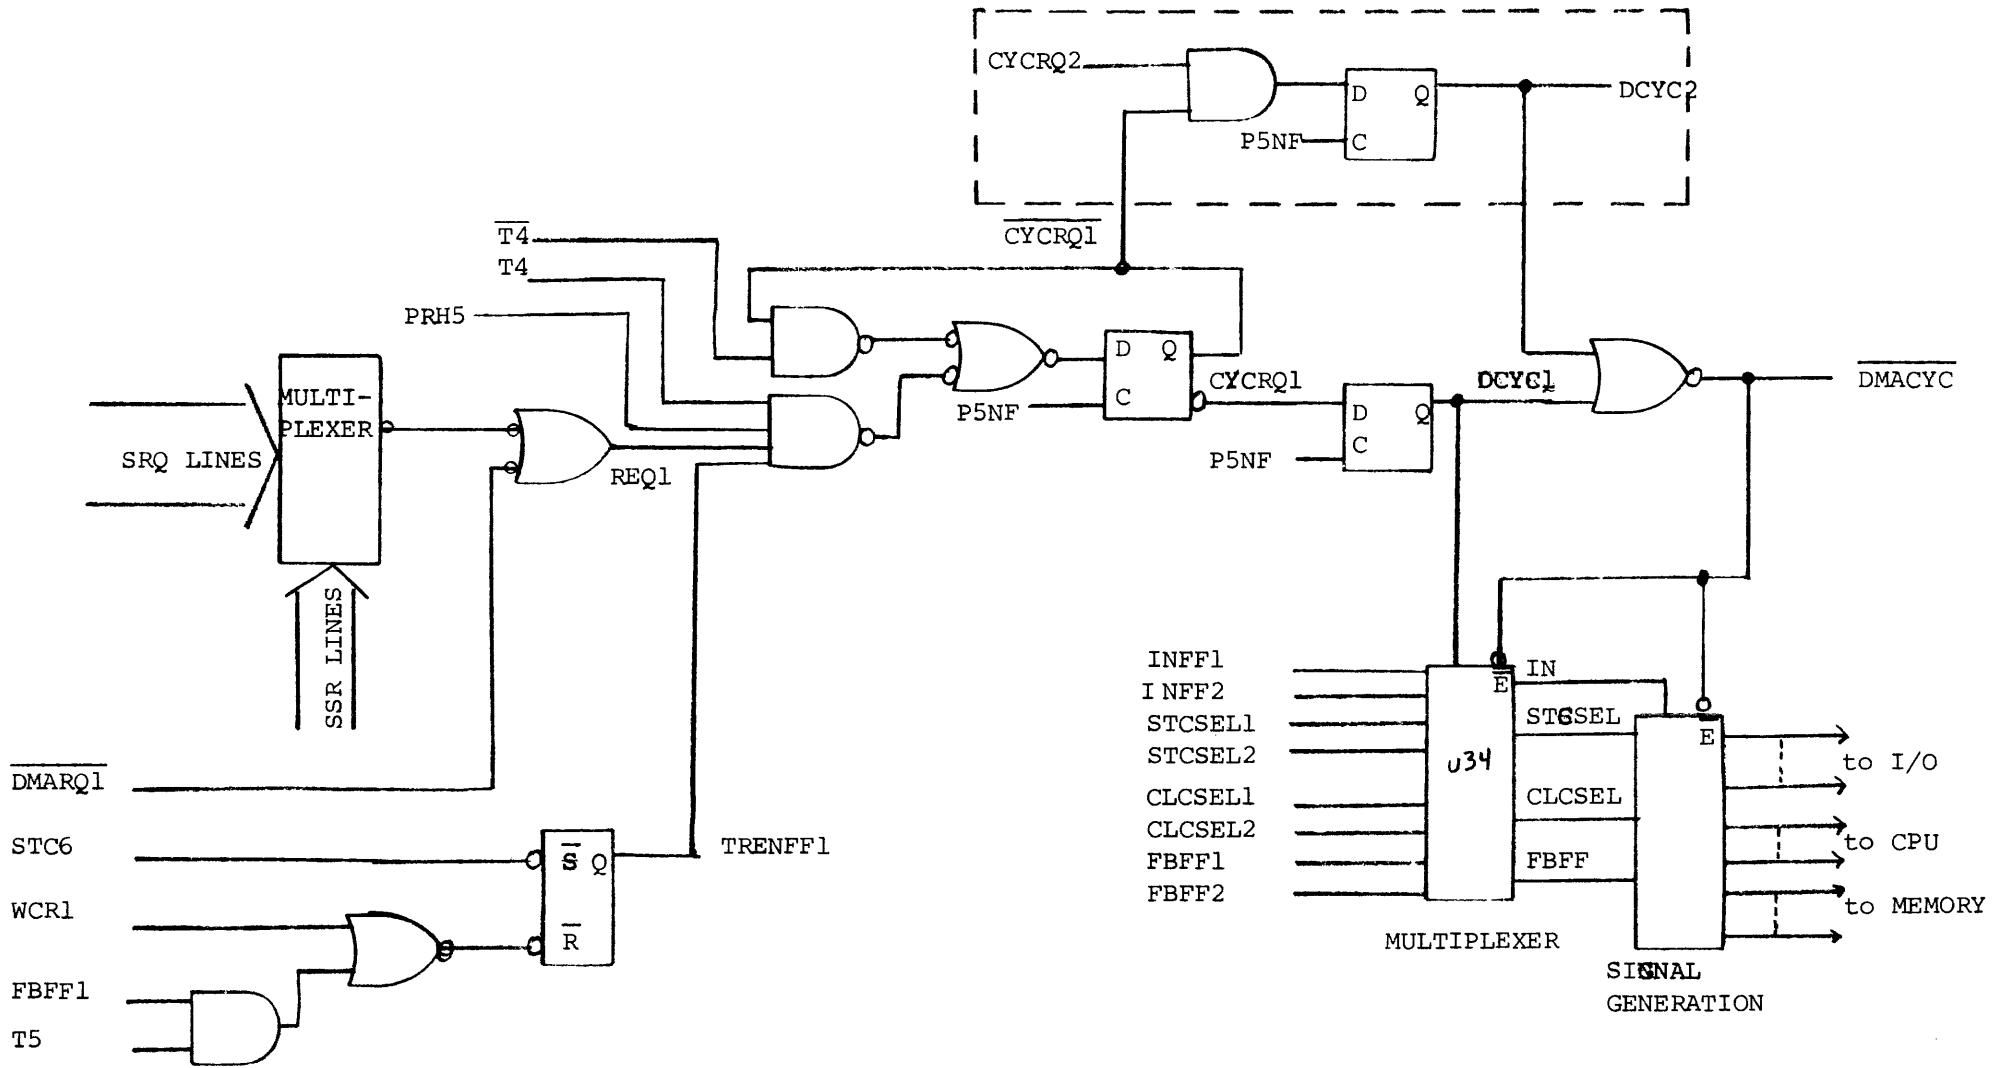 CYCRQ2
D Q
DCYC2
P5NF
C
T4
CYCRQ1
T4
PRH5
MULTI-
PLEXER
D Q
C
P5NF
CYCRQ1
D Q
C
P5NF
DCYC1
DMACYC
SRQ LINES
REQ1
SSR LINES
INFF1
INFF2
STCSEL1
STCSEL2
CLCSEL1
CLCSEL2
FBFF1
FBFF2
E
U34
IN
STCSEL
CLCSEL
FBFF
MULTIPLEXER
E
to I/O
to CPU
to MEMORY
SIGNAL
GENERATION
DMARQ1
STC6
S Q
R
TRENFF1
WCR1
FBFF1
T5